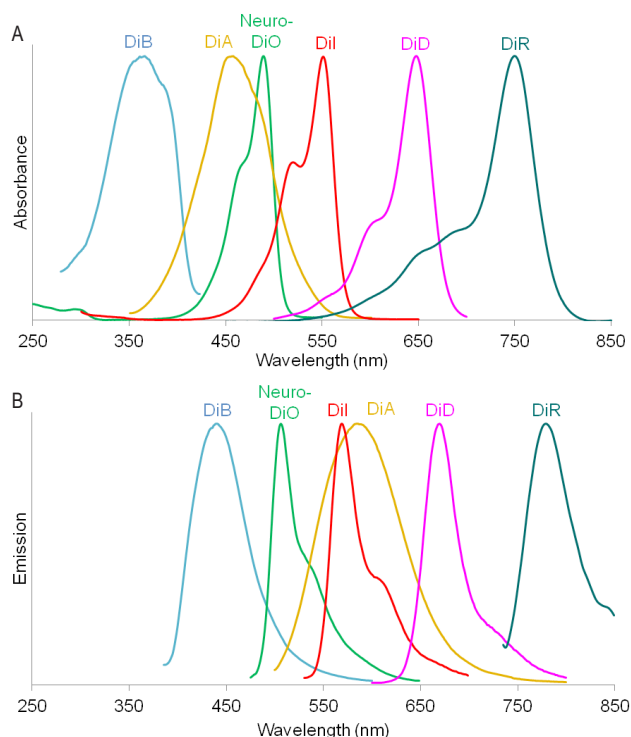 A
DiB
DiA
Neuro-
DiO
DiI
DiD
DiR
Absorbance
250
350
450
550
650
750
850
Wavelength (nm)
B
DiB
Neuro-
DiO
DiI
DiA
DiD
DiR
Emission
250
350
450
550
650
750
850
Wavelength (nm)